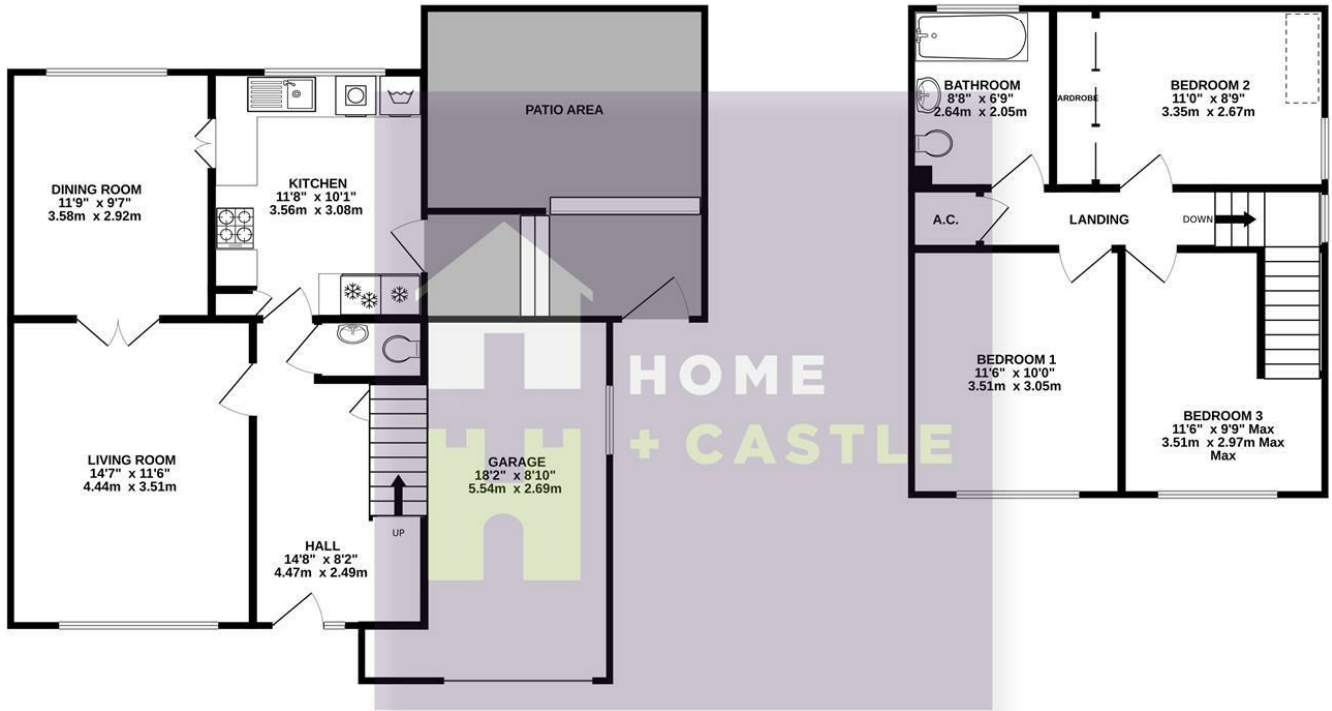 PATIO AREA
DINING ROOM
11'9" x 9'7"
3.58m x 2.92m
KITCHEN
11'8" x 10'1"
3.56m x 3.08m
LIVING ROOM
14'7" x 11'6"
4.44m x 3.51m
HALL
14'8" x 8'2"
4.47m x 2.49m
UP
GARAGE
18'2" x 8'10"
5.54m x 2.69m
HOME
+ CASTLE
BATHROOM
8'8" x 6'9"
2.64m x 2.05m
ARDROBE
BEDROOM 2
11'0" x 8'9"
3.35m x 2.67m
A.C.
LANDING
DOWN
BEDROOM 1
11'6" x 10'0"
3.51m x 3.05m
BEDROOM 3
11'6" x 9'9" Max
3.51m x 2.97m Max
Max